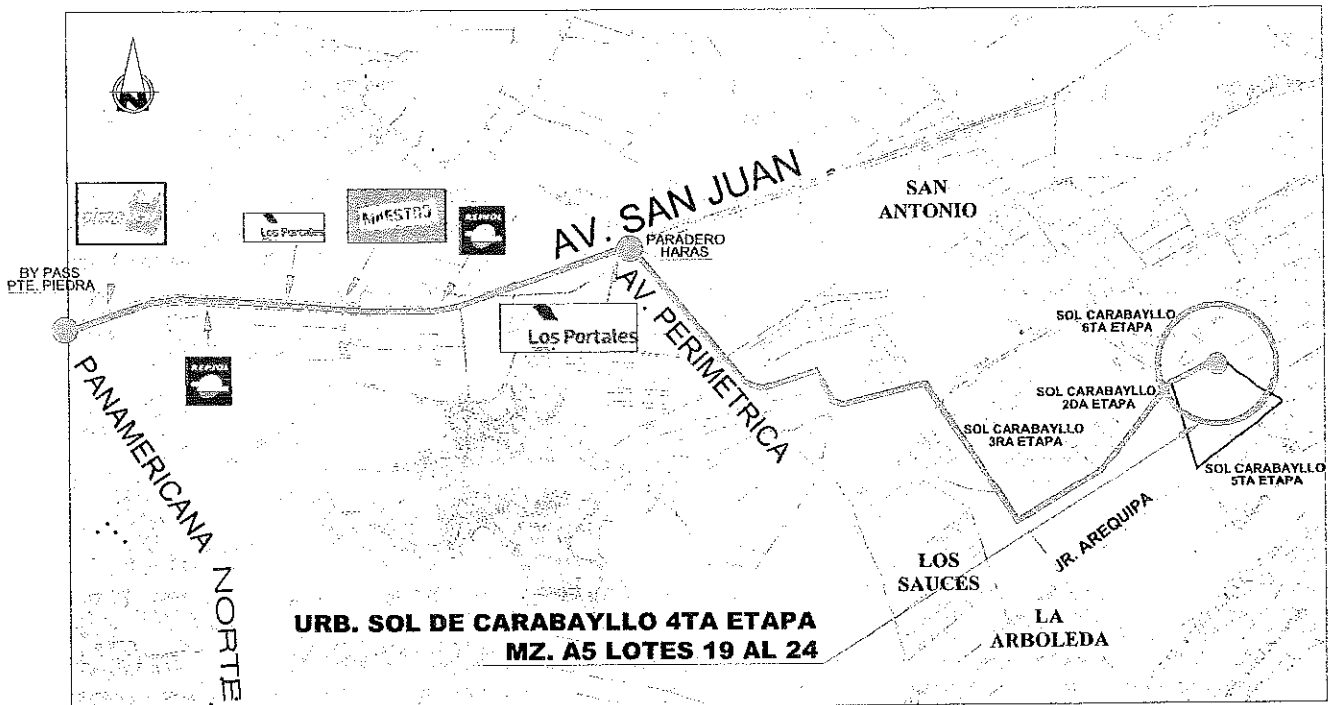 N
plaza
Los Portales
MAESTRO
REPSOL
AV. SAN JUAN
SAN
ANTONIO
PARADERO
HARAS
BY PASS
PTE. PIEDRA
Los Portales
REPSOL
AV. PERIMETRICA
PANAMERICANA NORTE
SOL CARABAYLLO
6TA ETAPA
SOL CARABAYLLO
2DA ETAPA
SOL CARABAYLLO
3RA ETAPA
SOL CARABAYLLO
5TA ETAPA
JR. AREQUIPA
LOS
SAUCES
LA
ARBOLEDA
URB. SOL DE CARABAYLLO 4TA ETAPA
MZ. A5 LOTES 19 AL 24